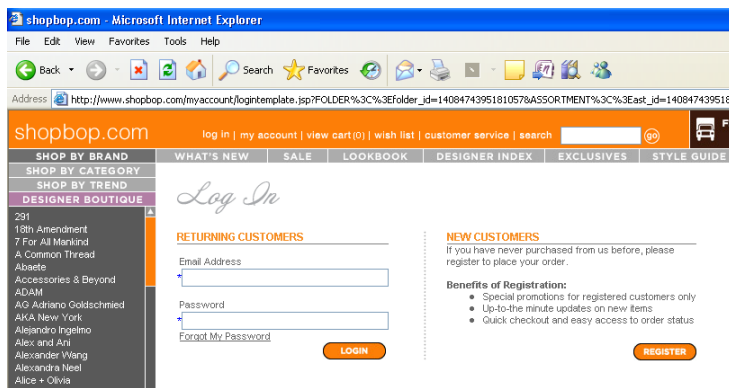 shopbop.com - Microsoft Internet Explorer
File Edit View Favorites Tools Help
Back Search Favorites
Address http://www.shopbop.com/myaccount/logintemplate.jsp?FOLDER%3C%3Efolder_id=1408474395181057&ASSORTMENT%3C%3East_id=140847439518
shopbop.com log in | my account | view cart(0) | wish list | customer service | search go F
SHOP BY BRAND WHAT'S NEW SALE LOOKBOOK DESIGNER INDEX EXCLUSIVES STYLE GUIDE
SHOP BY CATEGORY
SHOP BY TREND
DESIGNER BOUTIQUE
291
18th Amendment
7 For All Mankind
A Common Thread
Abaete
Accessories & Beyond
ADAM
AG Adriano Goldschmied
AKA New York
Alejandro Ingelmo
Alex and Ani
Alexander Wang
Alexandra Neel
Alice + Olivia
Log In
RETURNING CUSTOMERS
Email Address
*
Password
*
Forgot My Password
LOGIN
NEW CUSTOMERS
If you have never purchased from us before, please
register to place your order.
Benefits of Registration:
• Special promotions for registered customers only
• Up-to-the minute updates on new items
• Quick checkout and easy access to order status
REGISTER